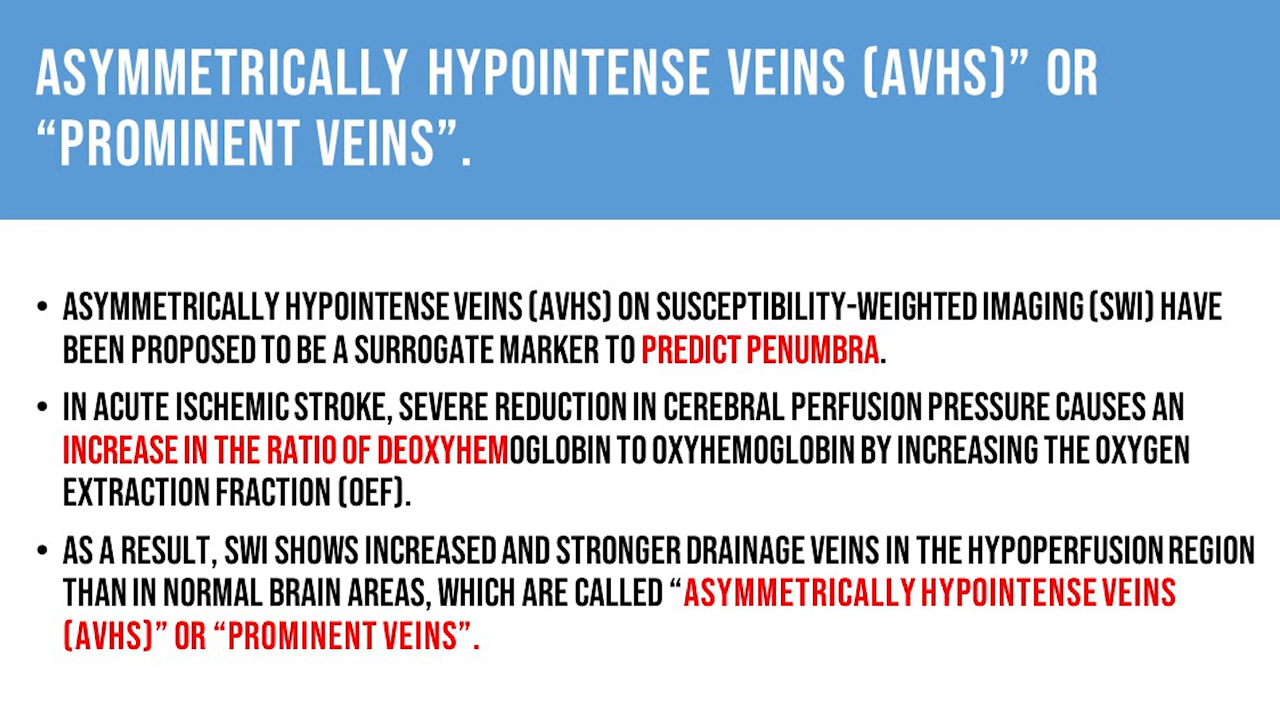 ASYMMETRICALLY HYPOINTENSE VEINS (AVHS)” OR
“PROMINENT VEINS”.
• ASYMMETRICALLY HYPOINTENSE VEINS (AVHS) ON SUSCEPTIBILITY-WEIGHTED IMAGING (SWI) HAVE
BEEN PROPOSED TO BE A SURROGATE MARKER TO PREDICT PENUMBRA.
• IN ACUTE ISCHEMIC STROKE, SEVERE REDUCTION IN CEREBRAL PERFUSION PRESSURE CAUSES AN
INCREASE IN THE RATIO OF DEOXYHEMOGLOBIN TO OXYHEMOGLOBIN BY INCREASING THE OXYGEN
EXTRACTION FRACTION (OEF).
• AS A RESULT, SWI SHOWS INCREASED AND STRONGER DRAINAGE VEINS IN THE HYPOPERFUSION REGION
THAN IN NORMAL BRAIN AREAS, WHICH ARE CALLED “ASYMMETRICALLY HYPOINTENSE VEINS
(AVHS)” OR “PROMINENT VEINS”.